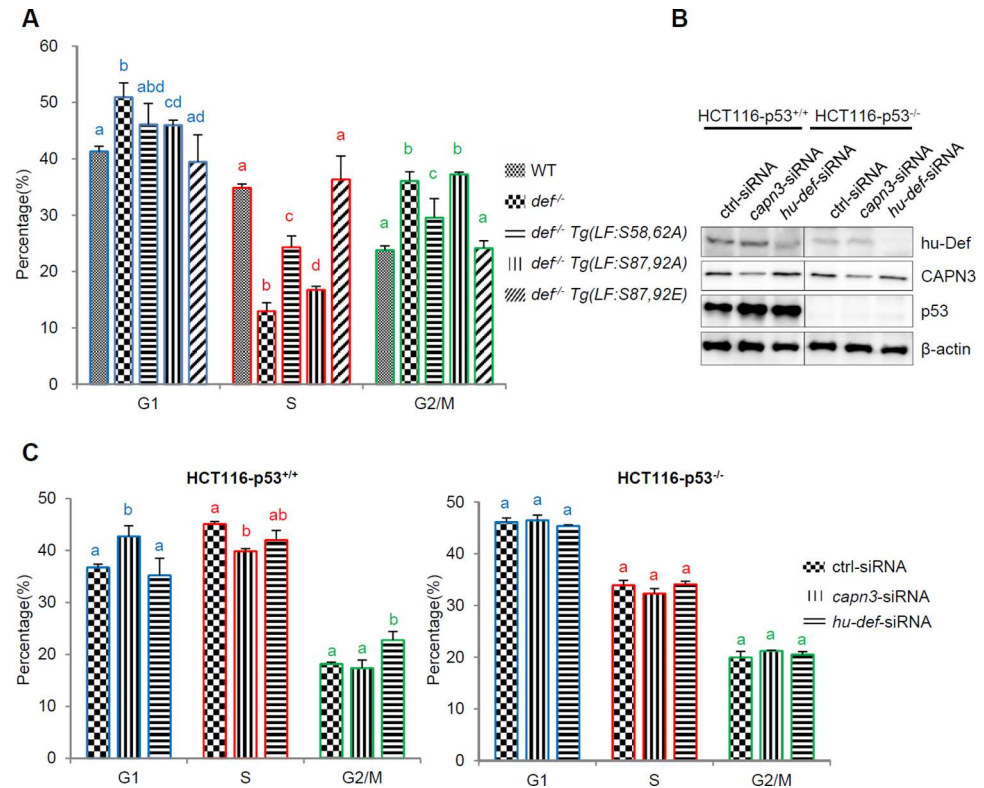 A
60
50
40
30
20
10
0
Percentage(%)
a
b
abd
cd
ad
a
b
c
d
a
a
b
c
b
a
G1
S
G2/M
WT
def-/-
def-/- Tg(LF:S58,62A)
def-/- Tg(LF:S87,92A)
def-/- Tg(LF:S87,92E)
B
HCT116-p53+/+
HCT116-p53-/-
ctrl-siRNA
capn3-siRNA
hu-def-siRNA
ctrl-siRNA
capn3-siRNA
hu-def-siRNA
hu-Def
CAPN3
p53
β-actin
C
HCT116-p53+/+
50
40
30
20
10
0
Percentage(%)
a
b
a
a
b
ab
a
a
b
G1
S
G2/M
HCT116-p53-/-
50
40
30
20
10
0
Percentage(%)
a
a
a
a
a
a
a
a
a
G1
S
G2/M
ctrl-siRNA
capn3-siRNA
hu-def-siRNA